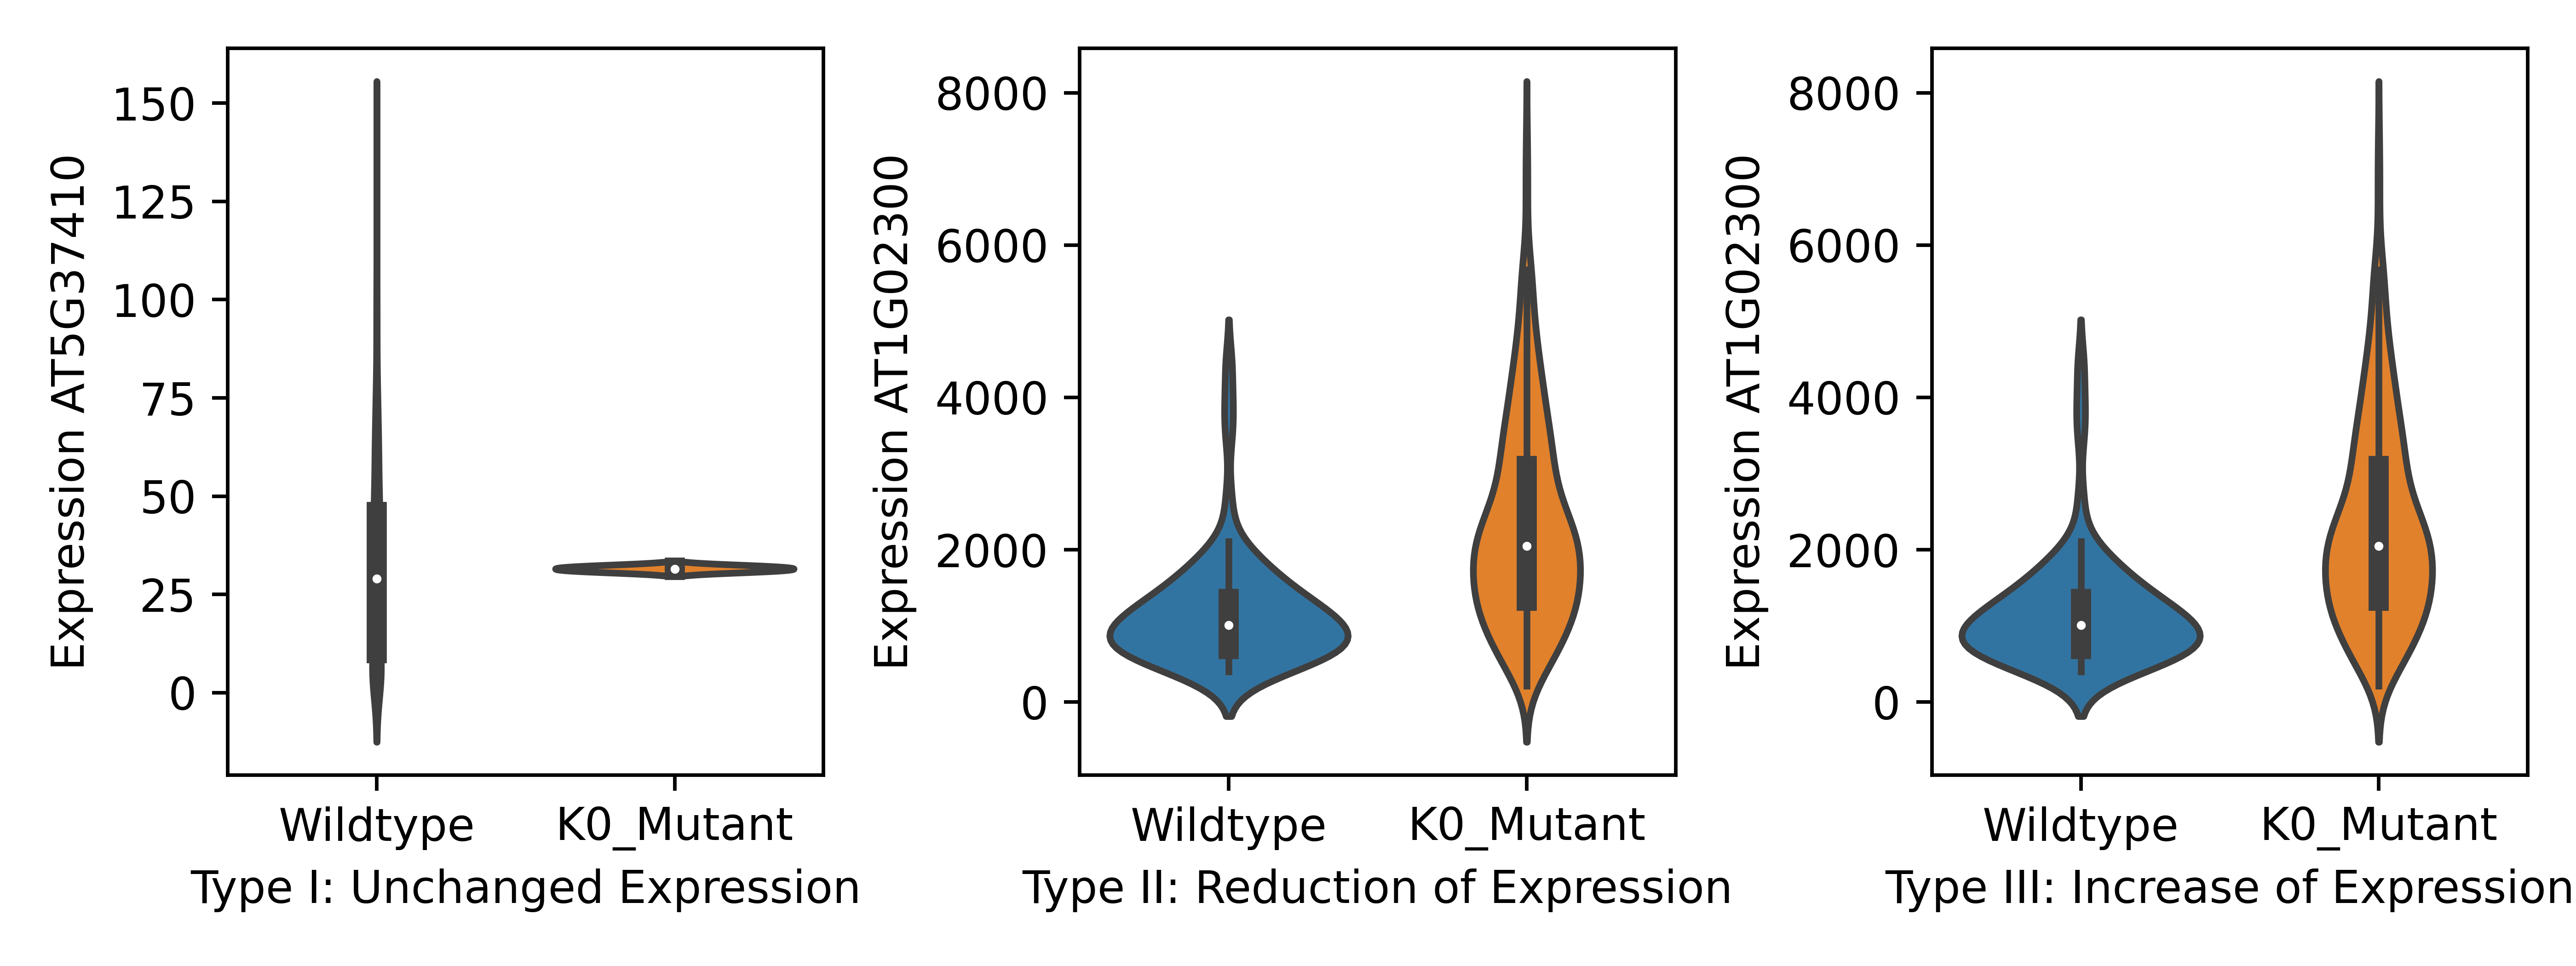 Expression AT5G37410
150
125
100
75
50
25
0
Wildtype
K0_Mutant
Type I: Unchanged Expression
Expression AT1G02300
8000
6000
4000
2000
0
Wildtype
K0_Mutant
Type II: Reduction of Expression
Expression AT1G02300
8000
6000
4000
2000
0
Wildtype
K0_Mutant
Type III: Increase of Expression